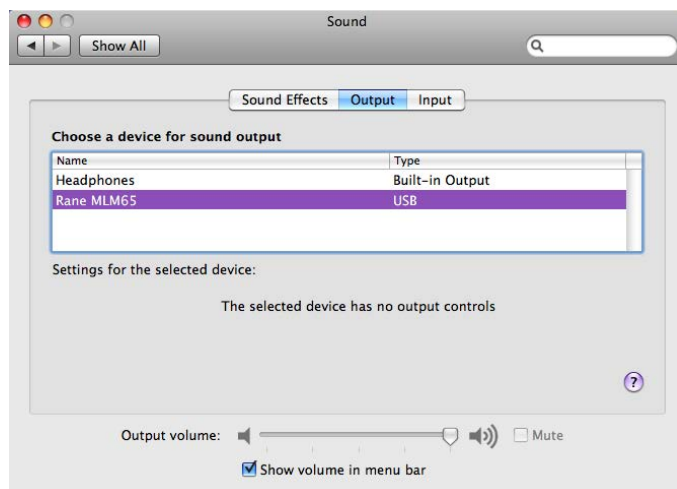 Sound
Show All
Sound Effects Output Input
Choose a device for sound output
Name Type
Headphones Built-in Output
Rane MLM65 USB
Settings for the selected device:
The selected device has no output controls
?
Output volume: Mute
Show volume in menu bar